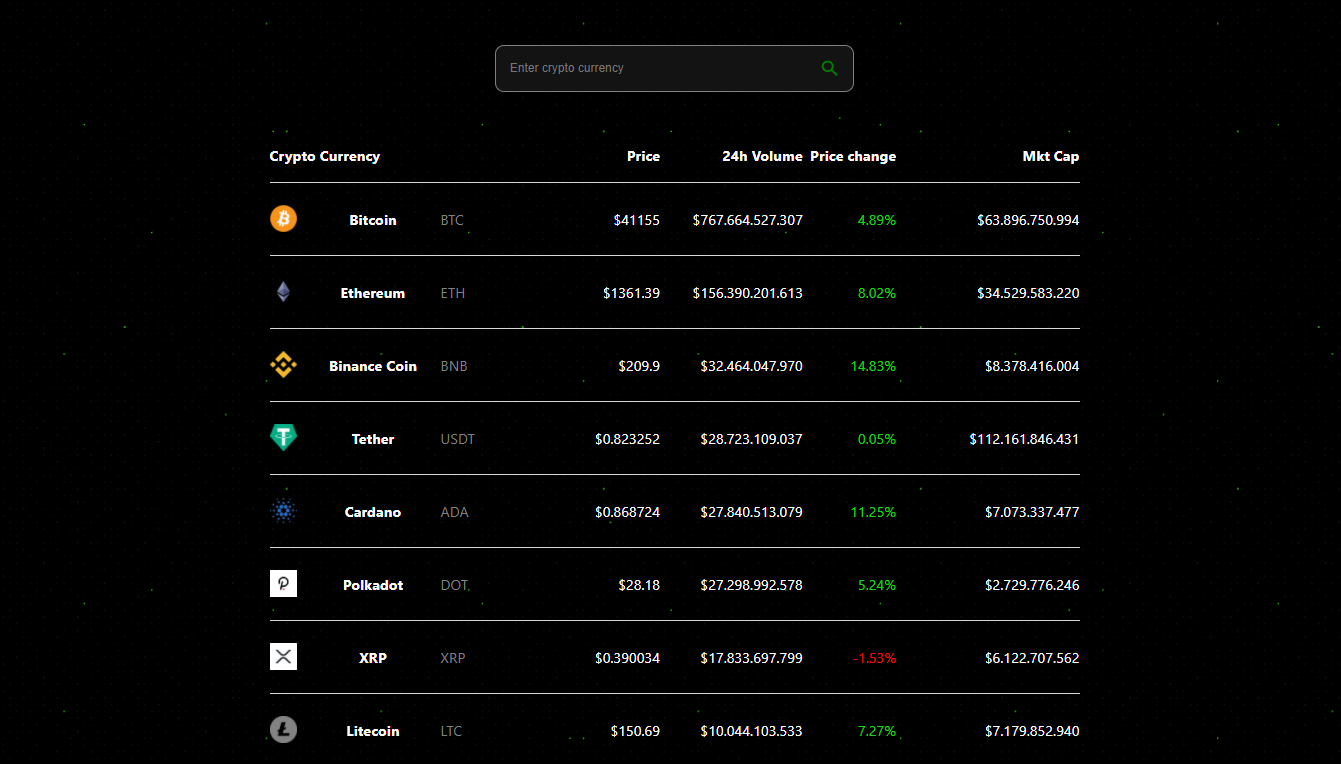 Enter crypto currency
Crypto Currency Price 24h Volume Price change Mkt Cap
Bitcoin BTC $41155 $767.664.527.307 4.89% $63.896.750.994
Ethereum ETH $1361.39 $156.390.201.613 8.02% $34.529.583.220
Binance Coin BNB $209.9 $32.464.047.970 14.83% $8.378.416.004
Tether USDT $0.823252 $28.723.109.037 0.05% $112.161.846.431
Cardano ADA $0.868724 $27.840.513.079 11.25% $7.073.337.477
Polkadot DOT $28.18 $27.298.992.578 5.24% $2.729.776.246
XRP XRP $0.390034 $17.833.697.799 -1.53% $6.122.707.562
Litecoin LTC $150.69 $10.044.103.533 7.27% $7.179.852.940